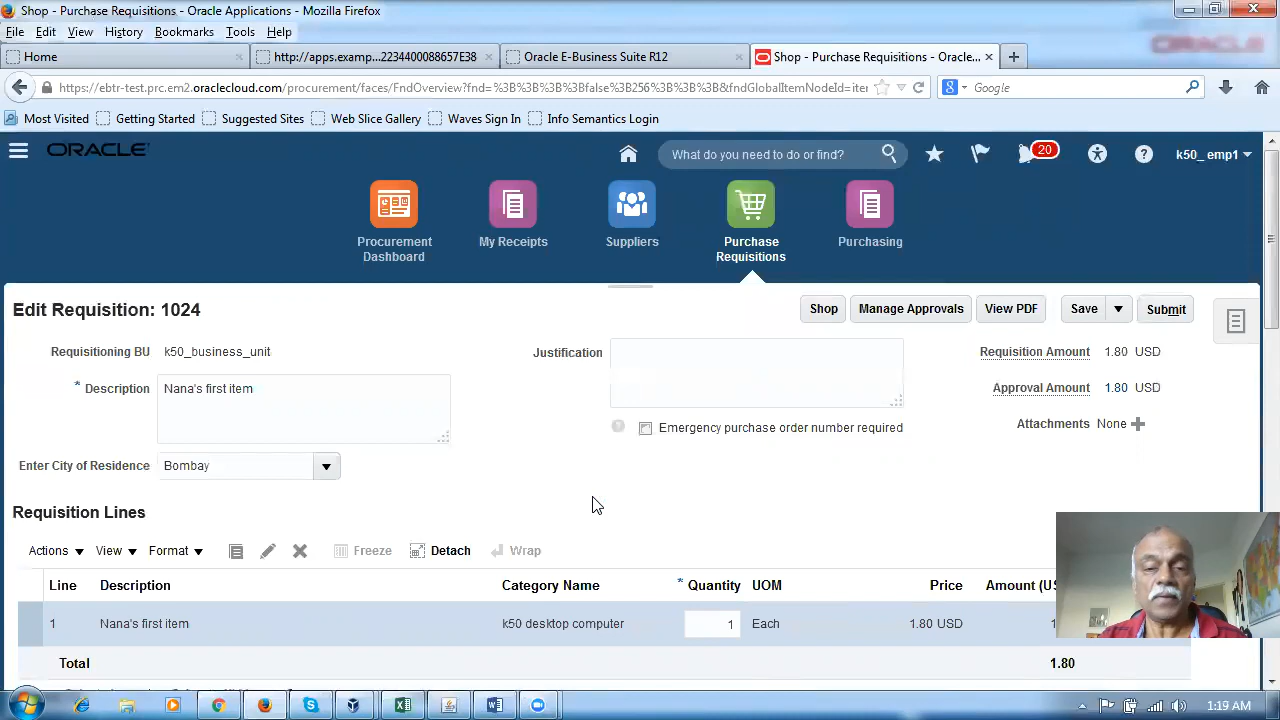 Shop - Purchase Requisitions - Oracle Applications - Mozilla Firefox
File Edit View History Bookmarks Tools Help
ORACLE
Home
http://apps.examp...2234400088657E38
Oracle E-Business Suite R12
Shop - Purchase Requisitions - Oracle...
https://ebtr-test.prc.em2.oraclecloud.com/procurement/faces/FndOverview?fnd=%3B%3B%3B%3Bfalse%3B256%3B%3B%3B&fndGlobalItemNodeId=iter
Google
Most Visited Getting Started Suggested Sites Web Slice Gallery Waves Sign In Info Semantics Corporation
ORACLE
What do you need to do or find?
20
k50_ emp1
Procurement Dashboard
My Receipts
Suppliers
Purchase Requisitions
Purchasing
Edit Requisition: 1024
Shop Manage Approvals View PDF Save Submit
Requisitioning BU k50_business_unit
* Description Nana's first item
Enter City of Residence Bombay
Justification
Emergency purchase order number required
Requisition Amount 1.80 USD
Approval Amount 1.80 USD
Attachments None
Requisition Lines
Actions View Format Freeze Detach Wrap
Line Description Category Name * Quantity UOM Price Amount (US
1 Nana's first item k50 desktop computer 1 Each 1.80 USD
Total 1.80
1:19 AM